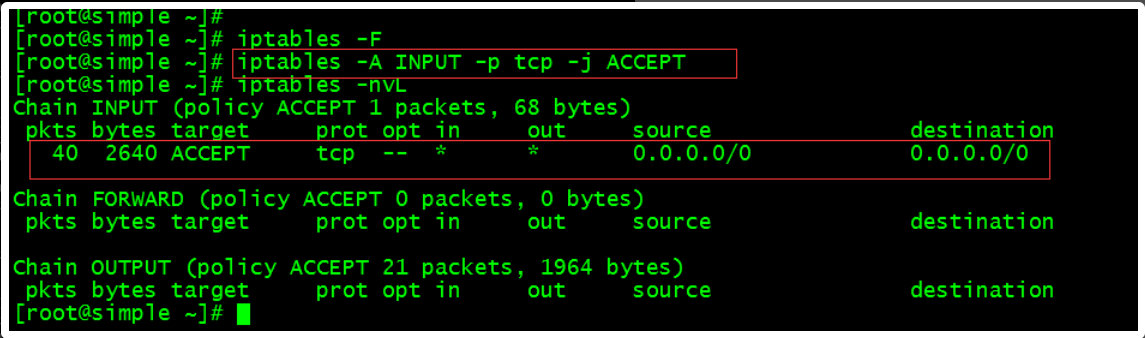 [root@simple ~]#
[root@simple ~]# iptables -F
[root@simple ~]# iptables -A INPUT -p tcp -j ACCEPT
[root@simple ~]# iptables -nvL
Chain INPUT (policy ACCEPT 1 packets, 68 bytes)
 pkts bytes target     prot opt in     out     source               destination
   40  2640 ACCEPT     tcp  --  *      *       0.0.0.0/0            0.0.0.0/0

Chain FORWARD (policy ACCEPT 0 packets, 0 bytes)
 pkts bytes target     prot opt in     out     source               destination

Chain OUTPUT (policy ACCEPT 21 packets, 1964 bytes)
 pkts bytes target     prot opt in     out     source               destination
[root@simple ~]#